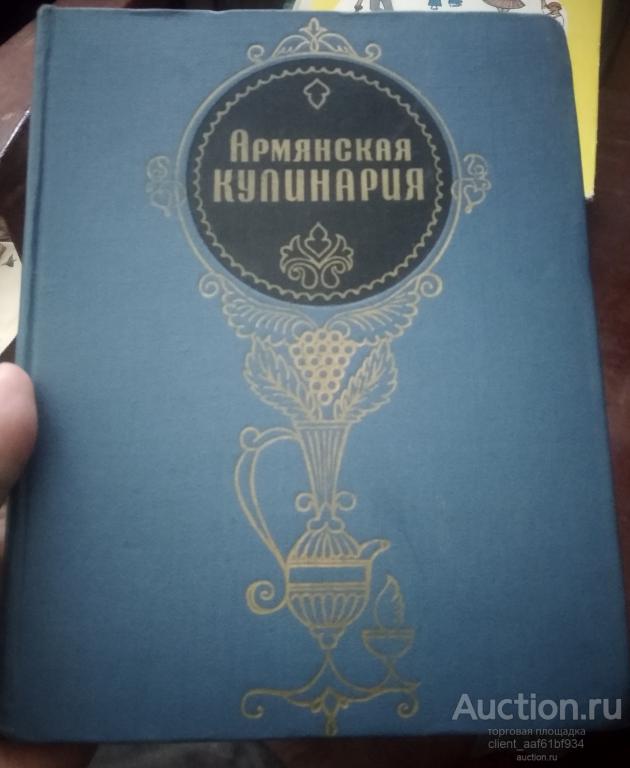 Армянская
кулинария
Auction.ru
торговая площадка
client_aaf61bf934
auction.ru